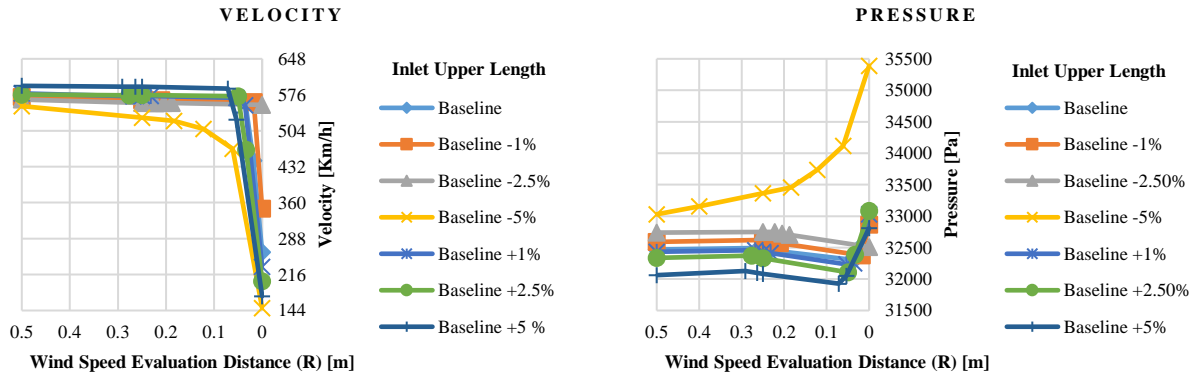 VELOCITY
648
576
504
432
360
288
216
144
Velocity [Km/h]
0.5 0.4 0.3 0.2 0.1 0
Wind Speed Evaluation Distance (R) [m]
Inlet Upper Length
Baseline
Baseline -1%
Baseline -2.5%
Baseline -5%
Baseline +1%
Baseline +2.5%
Baseline +5 %
PRESSURE
35500
35000
34500
34000
33500
33000
32500
32000
31500
Pressure [Pa]
0.5 0.4 0.3 0.2 0.1 0
Wind Speed Evaluation Distance (R) [m]
Inlet Upper Length
Baseline
Baseline -1%
Baseline -2.50%
Baseline -5%
Baseline +1%
Baseline +2.50%
Baseline +5%